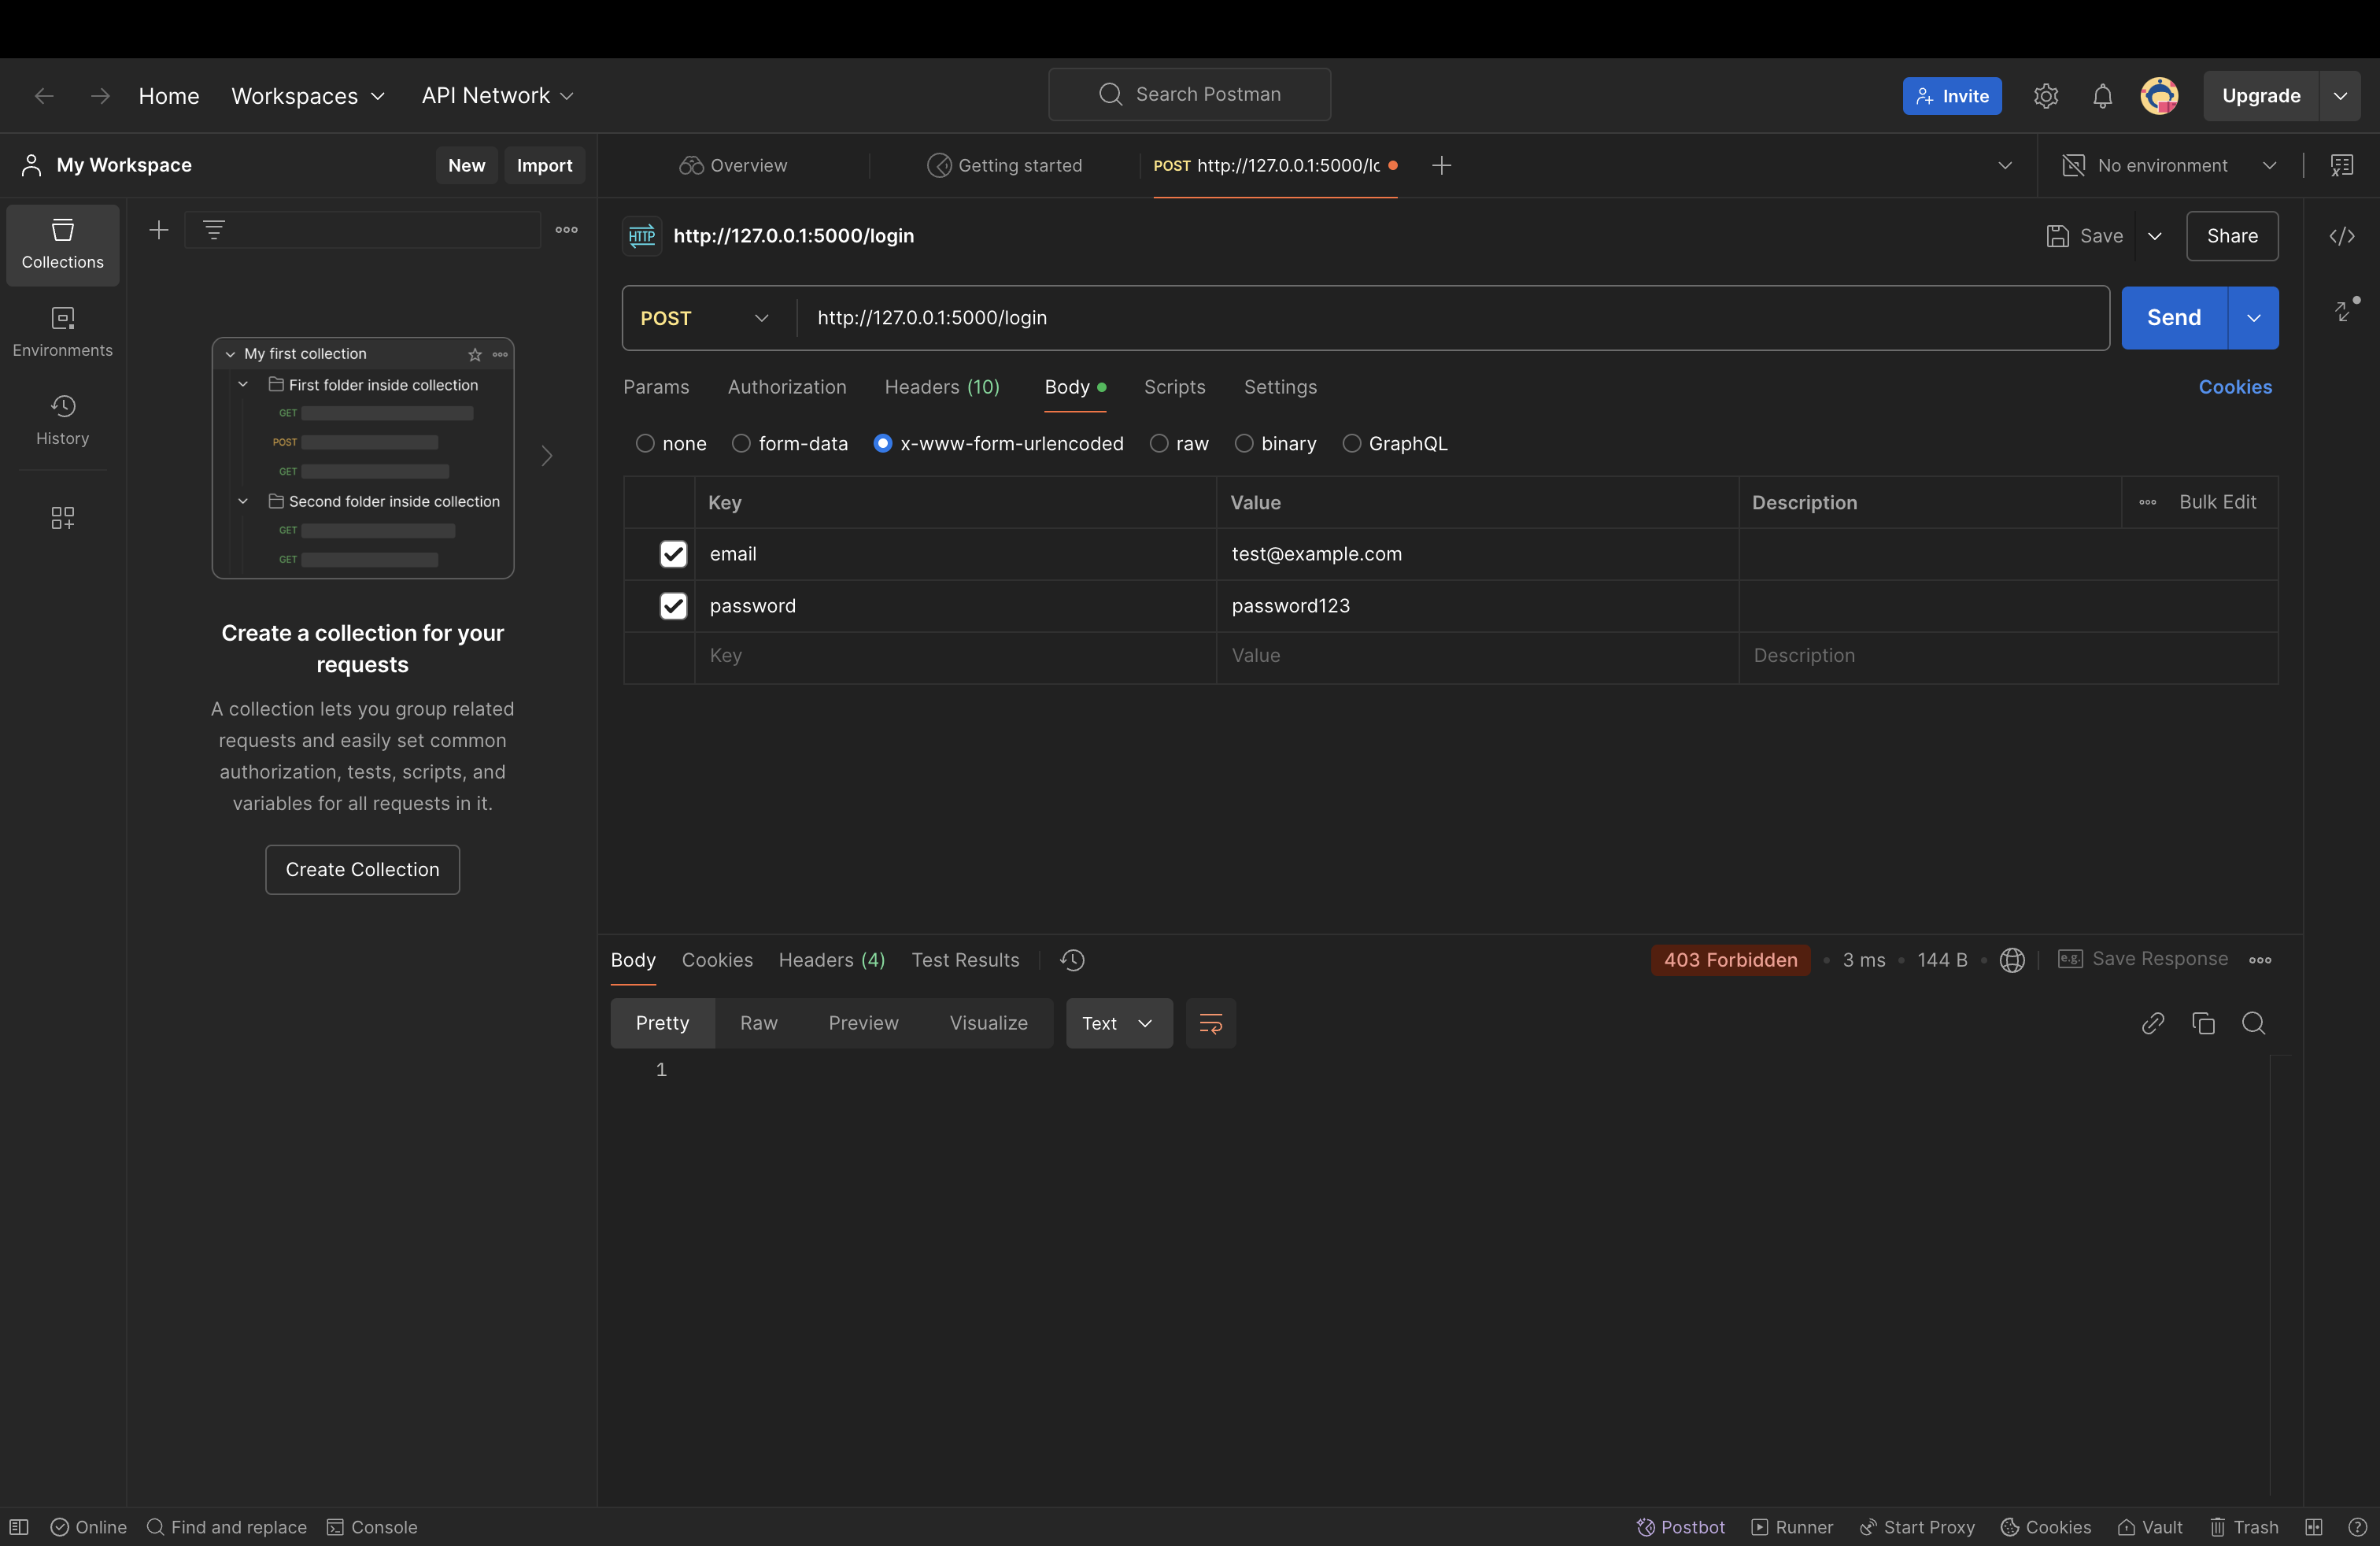 Home Workspaces API Network Search Postman Invite Upgrade
My Workspace New Import Overview Getting started POST http://127.0.0.1:5000/lo No environment
Collections
Environments
History
My first collection
First folder inside collection
GET
POST
GET
Second folder inside collection
GET
GET
Create a collection for your
requests
A collection lets you group related
requests and easily set common
authorization, tests, scripts, and
variables for all requests in it.
Create Collection
HTTP http://127.0.0.1:5000/login Save Share
POST http://127.0.0.1:5000/login Send
Params Authorization Headers (10) Body Scripts Settings Cookies
none form-data x-www-form-urlencoded raw binary GraphQL
Key Value Description Bulk Edit
email test@example.com
password password123
Key Value Description
Body Cookies Headers (4) Test Results 403 Forbidden • 3 ms • 144 B • e.g. Save Response
Pretty Raw Preview Visualize Text
1
Online Find and replace Console Postbot Runner Start Proxy Cookies Vault Trash